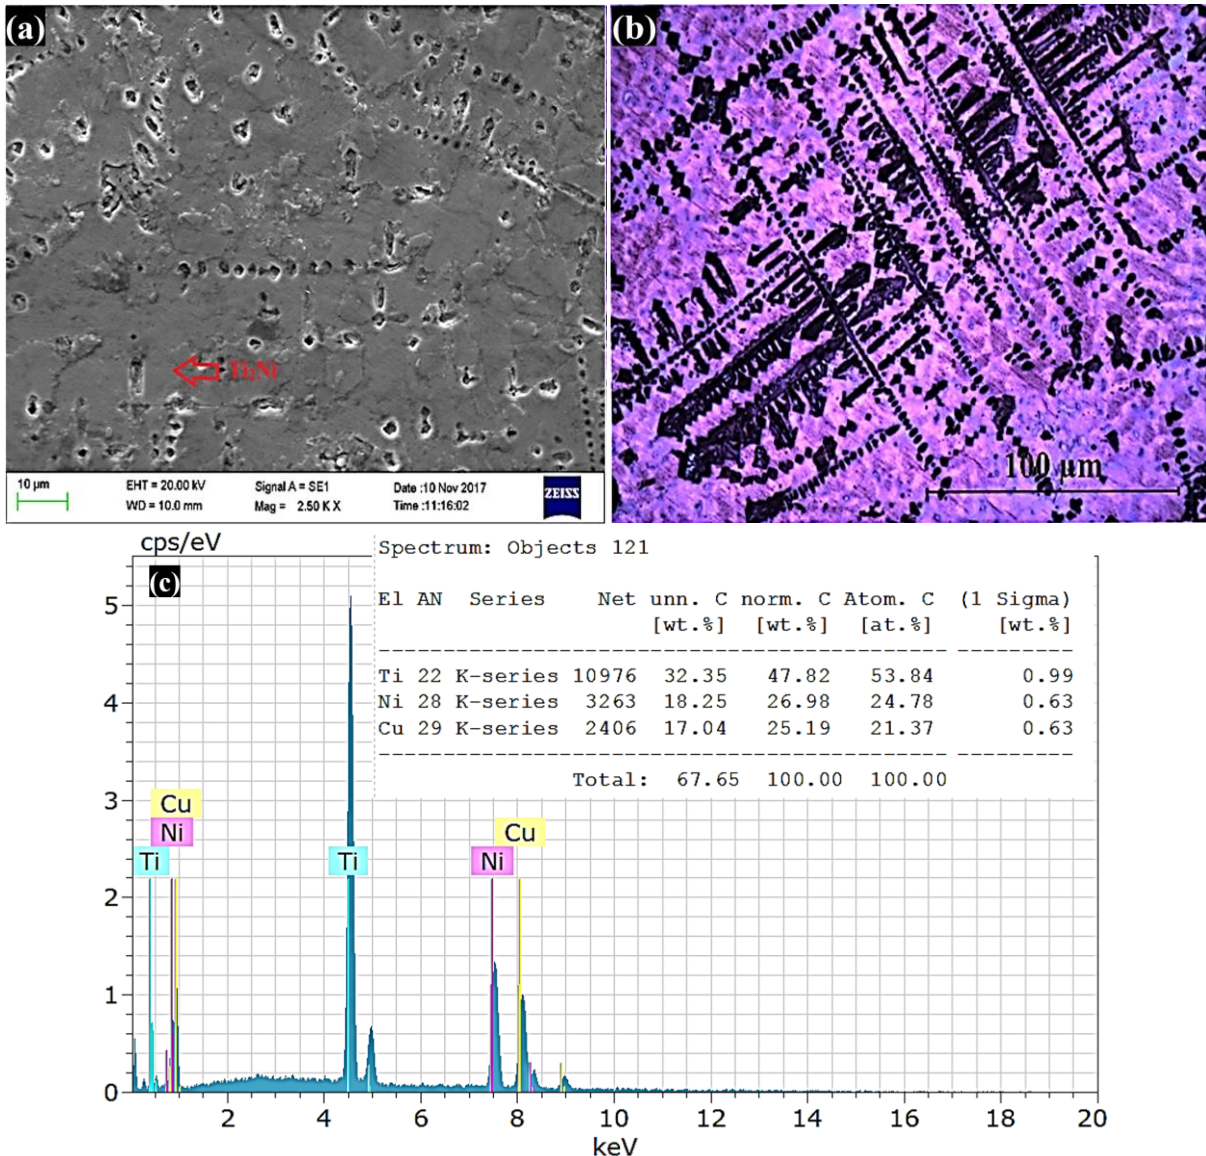 (a)
Ti2Ni
10 µm
EHT = 20.00 kV
WD = 10.0 mm
Signal A = SE1
Mag = 2.50 K X
Date :10 Nov 2017
Time :11:16:02
ZEISS
(b)
100 µm
cps/eV
(c)
Spectrum: Objects 121
El AN Series Net unn. C norm. C Atom. C (1 Sigma)
[wt.%] [wt.%] [at.%] [wt.%]
Ti 22 K-series 10976 32.35 47.82 53.84 0.99
Ni 28 K-series 3263 18.25 26.98 24.78 0.63
Cu 29 K-series 2406 17.04 25.19 21.37 0.63
Total: 67.65 100.00 100.00
5
4
3
2
1
0
Cu
Ni
Ti
Ti
Ni
Cu
2 4 6 8 10 12 14 16 18 20
keV